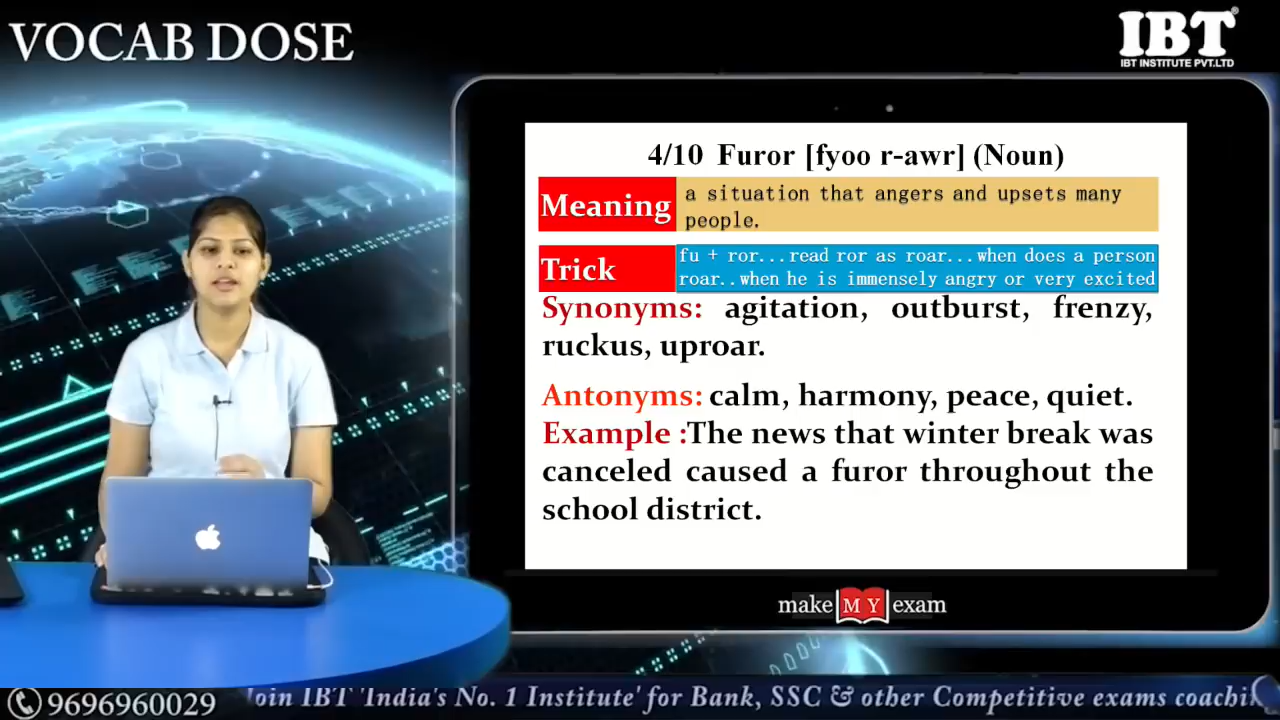 VOCAB DOSE
IBT®
IBT INSTITUTE PVT.LTD
4/10 Furor [fyoo r-awr] (Noun)
Meaning
a situation that angers and upsets many
people.
Trick
fu + ror...read ror as roar...when does a person
roar..when he is immensely angry or very excited
Synonyms: agitation, outburst, frenzy,
ruckus, uproar.
Antonyms: calm, harmony, peace, quiet.
Example :The news that winter break was
canceled caused a furor throughout the
school district.
make MY exam
9696960029
Join IBT 'India's No. 1 Institute' for Bank, SSC & other Competitive exams coachin